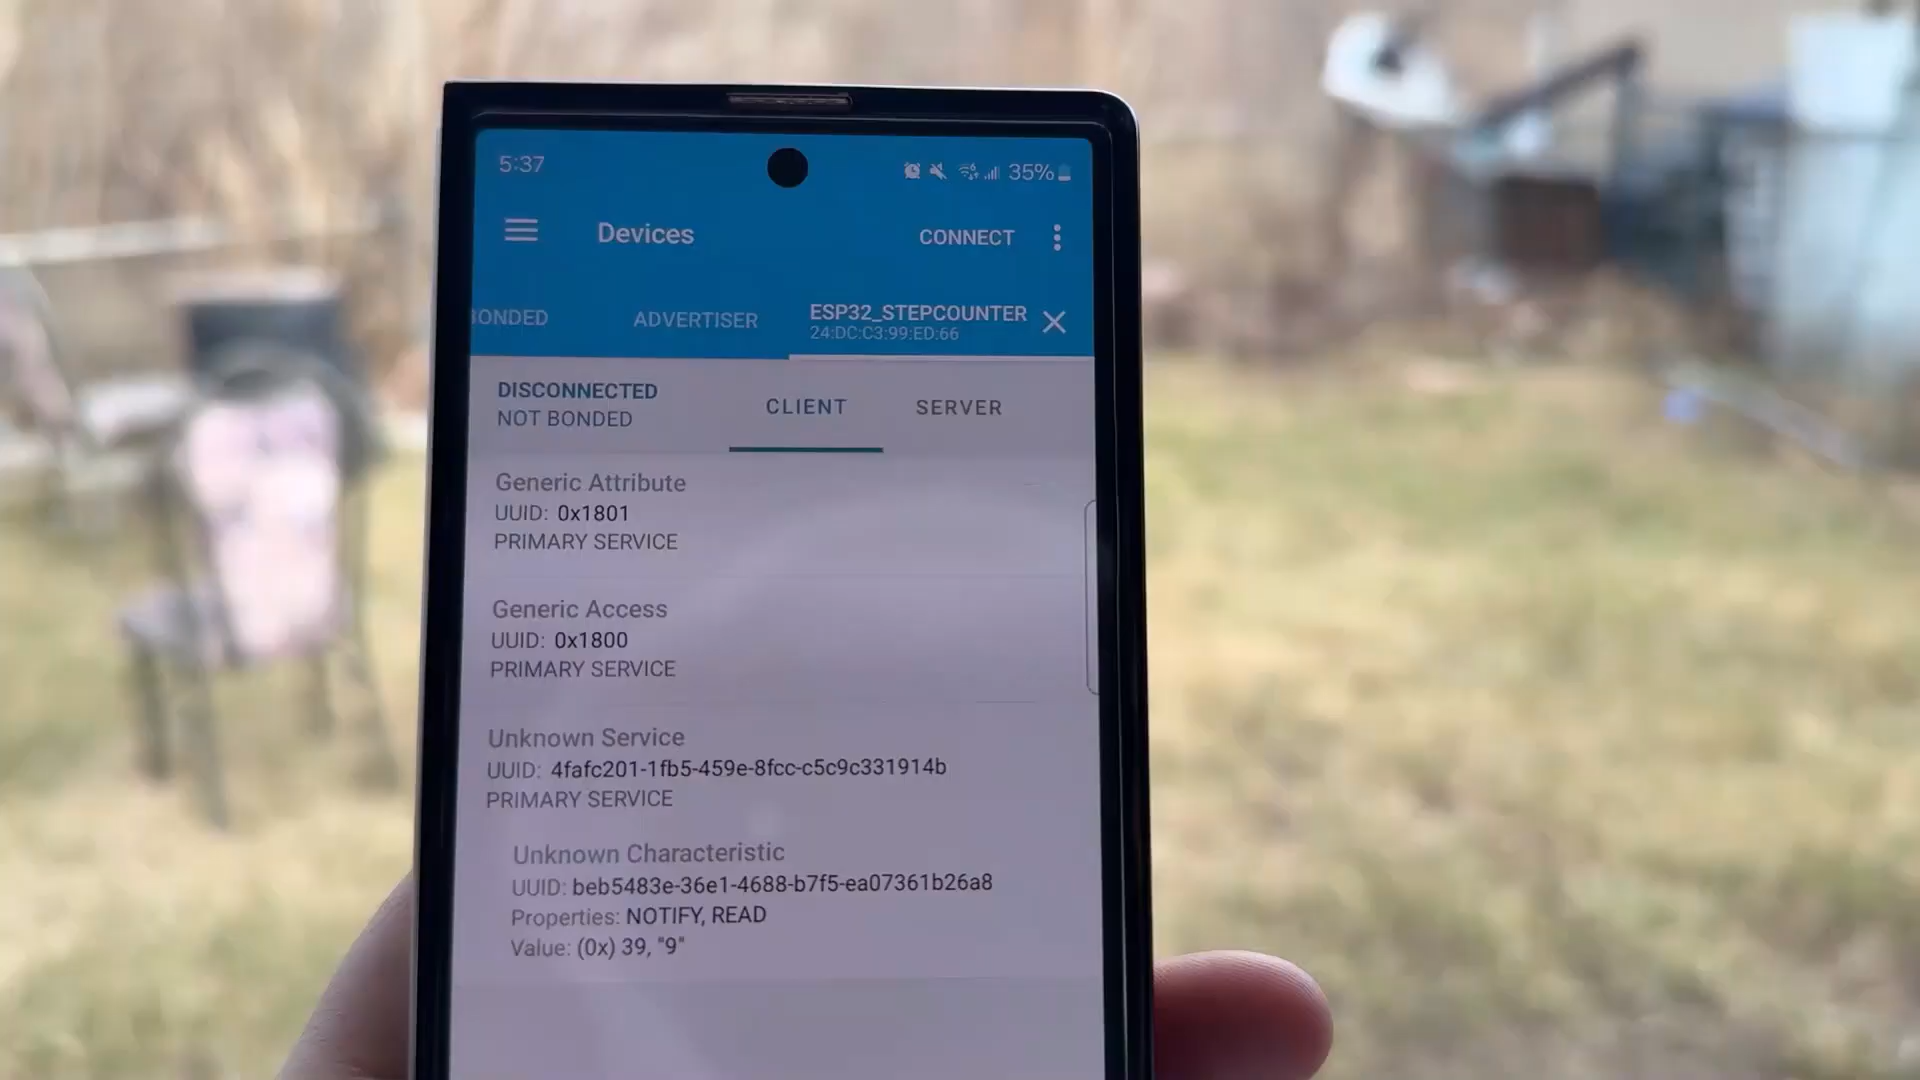 5:37
35%
Devices
CONNECT
BONDED
ADVERTISER
ESP32_STEPCOUNTER
24:DC:C3:99:ED:66
DISCONNECTED
NOT BONDED
CLIENT
SERVER
Generic Attribute
UUID: 0x1801
PRIMARY SERVICE
Generic Access
UUID: 0x1800
PRIMARY SERVICE
Unknown Service
UUID: 4fafc201-1fb5-459e-8fcc-c5c9c331914b
PRIMARY SERVICE
Unknown Characteristic
UUID: beb5483e-36e1-4688-b7f5-ea07361b26a8
Properties: NOTIFY, READ
Value: (0x) 39, "9"